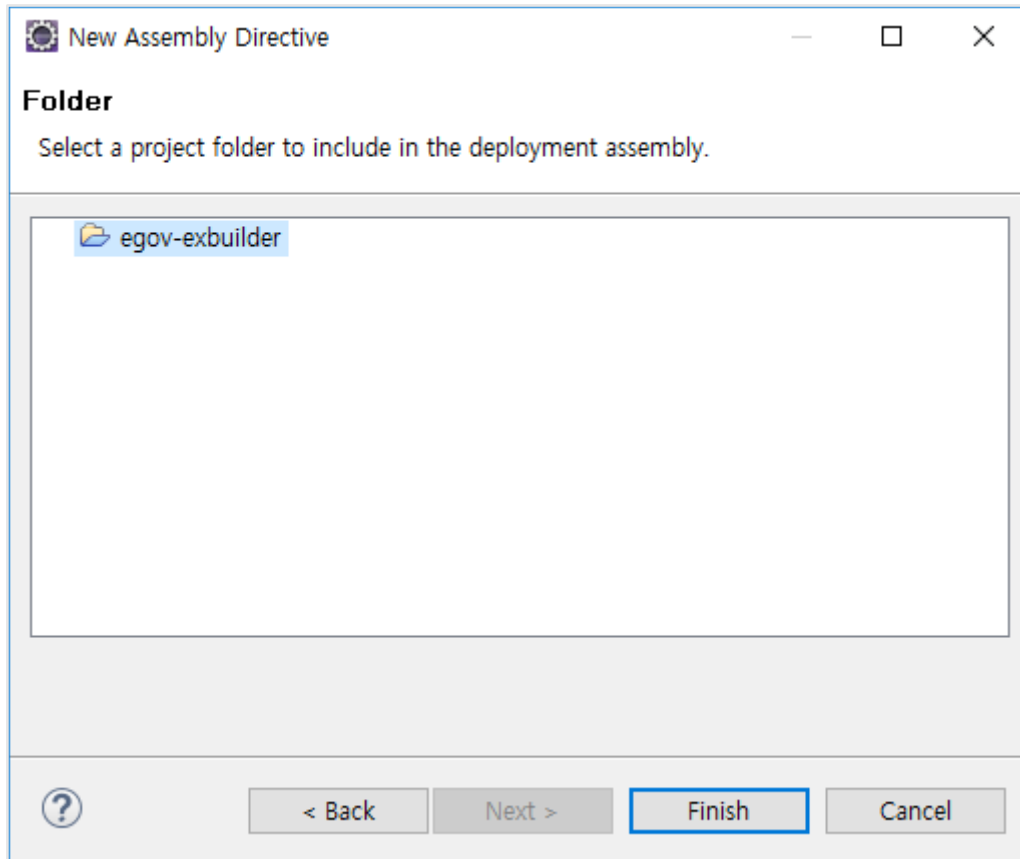 New Assembly Directive
Folder
Select a project folder to include in the deployment assembly.
egov-exbuilder
?
< Back
Next >
Finish
Cancel